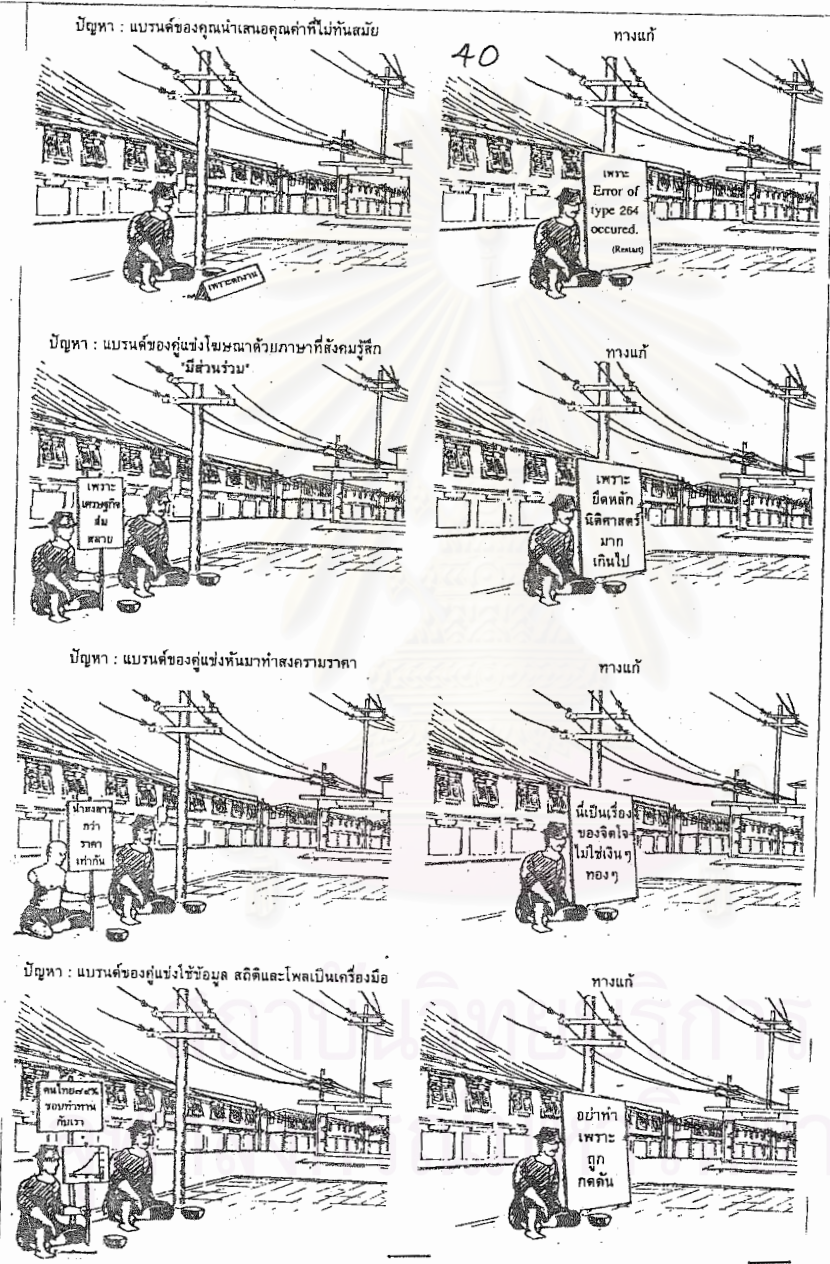 ปัญหา : แบรนด์ของคุณนำเสนอคุณค่าที่ไม่ทันสมัย
40
ทางแก้
เพราะตกงาน
เพราะ
Error of
type 264
occured.
(Restart)
ปัญหา : แบรนด์ของคู่แข่งโฆษณาด้วยภาษาที่สังคมรู้สึก
"มีส่วนร่วม"
ทางแก้
เพราะ
เศรษฐกิจ
ล่ม
สลาย
เพราะ
ยึดหลัก
นิติศาสตร์
มาก
เกินไป
ปัญหา : แบรนด์ของคู่แข่งหันมาทำสงครามราคา
ทางแก้
น่าสงสาร
กว่า
ราคา
เท่ากัน
นี่เป็นเรื่อง
ของจิตใจ
ไม่ใช่เงินๆ
ทองๆ
ปัญหา : แบรนด์ของคู่แข่งใช้ข้อมูล สถิติและโพลเป็นเครื่องมือ
ทางแก้
คนไทย
ชอบทำทาน
กับเรา
อย่าทำ
เพราะ
ถูก
กดดัน